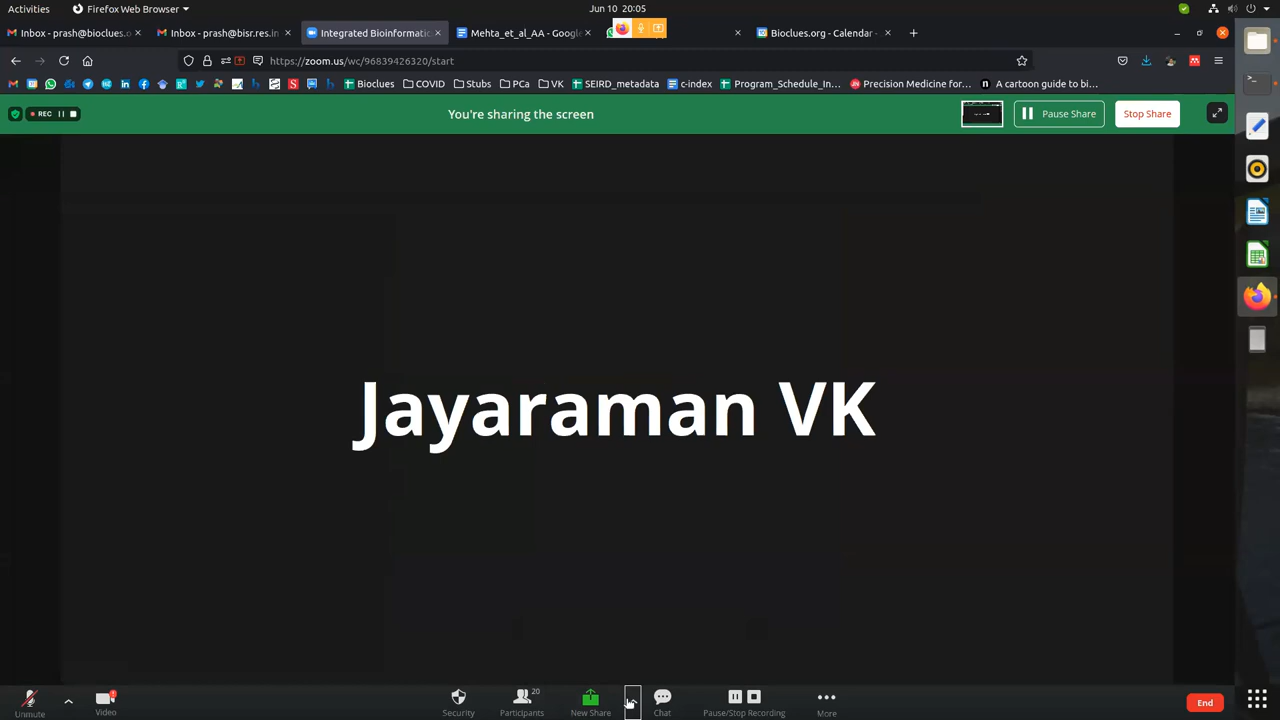 Activities
Firefox Web Browser
Jun 10 20:05
Inbox - prash@bioclues.o
Inbox - prash@bisr.res.in
Integrated Bioinformatic
Mehta_et_al_AA - Google
Bioclues.org - Calendar -
https://zoom.us/wc/96839426320/start
Bioclues
COVID
Stubs
PCa
VK
SEIRD_metadata
c-index
Program_Schedule_In...
Precision Medicine for...
A cartoon guide to bi...
REC
You're sharing the screen
Pause Share
Stop Share
Jayaraman VK
Unmute
Video
Security
Participants
20
New Share
Chat
Pause/Stop Recording
More
End